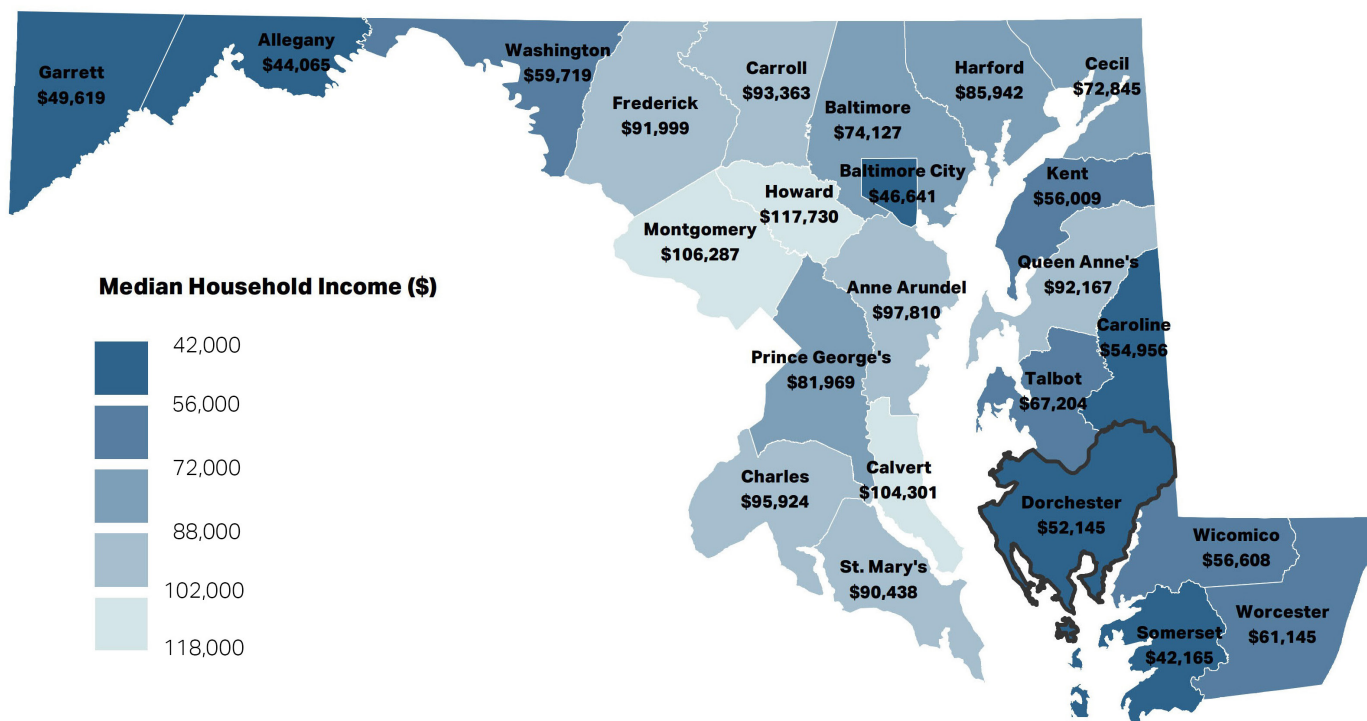 Garrett
$49,619
Allegany
$44,065
Washington
$59,719
Frederick
$91,999
Carroll
$93,363
Baltimore
$74,127
Harford
$85,942
Cecil
$72,845
Baltimore City
$46,641
Howard
$117,730
Montgomery
$106,287
Kent
$56,009
Queen Anne's
$92,167
Anne Arundel
$97,810
Caroline
$54,956
Prince George's
$81,969
Talbot
$67,204
Charles
$95,924
Calvert
$104,301
Dorchester
$52,145
St. Mary's
$90,438
Wicomico
$56,608
Somerset
$42,165
Worcester
$61,145
Median Household Income ($)
42,000
56,000
72,000
88,000
102,000
118,000